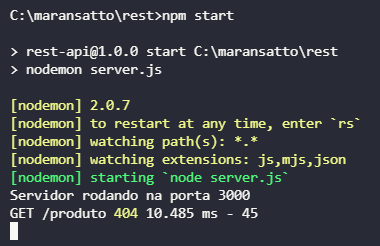 C:\maransatto\rest>npm start
> rest-api@1.0.0 start C:\maransatto\rest
> nodemon server.js
[nodemon] 2.0.7
[nodemon] to restart at any time, enter `rs`
[nodemon] watching path(s): *.*
[nodemon] watching extensions: js,mjs,json
[nodemon] starting `node server.js`
Servidor rodando na porta 3000
GET /produto 404 10.485 ms - 45